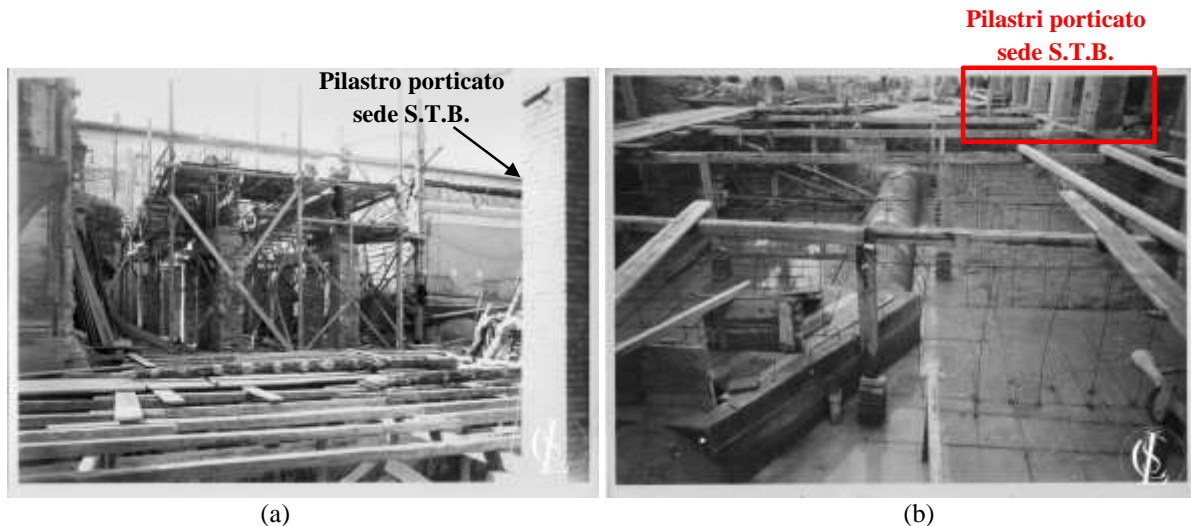 Pilastri porticato
sede S.T.B.
Pilastro porticato
sede S.T.B.
(a)
(b)